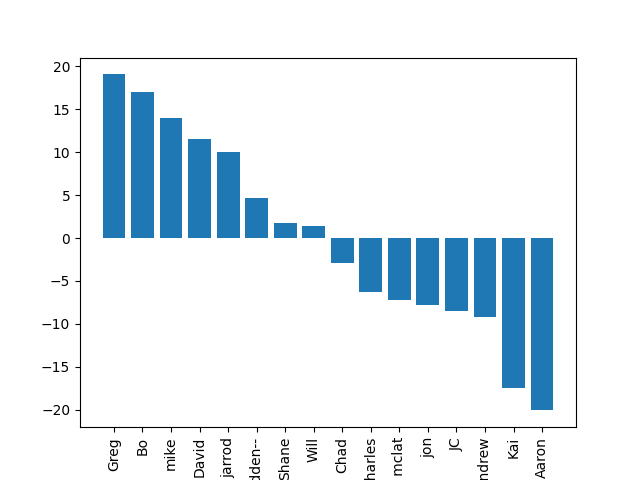 20
15
10
5
0
−5
−10
−15
−20
Greg
Bo
mike
David
jarrod
dden--
Shane
Will
Chad
harles
mclat
jon
JC
ndrew
Kai
Aaron